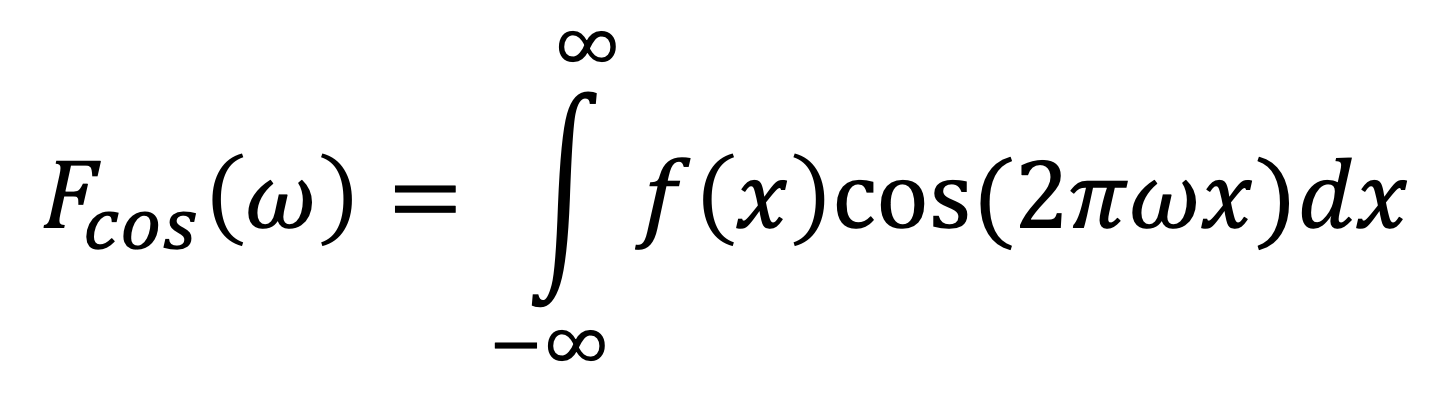 F_cos(ω) = ∫_{-∞}^{∞} f(x)cos(2πωx)dx